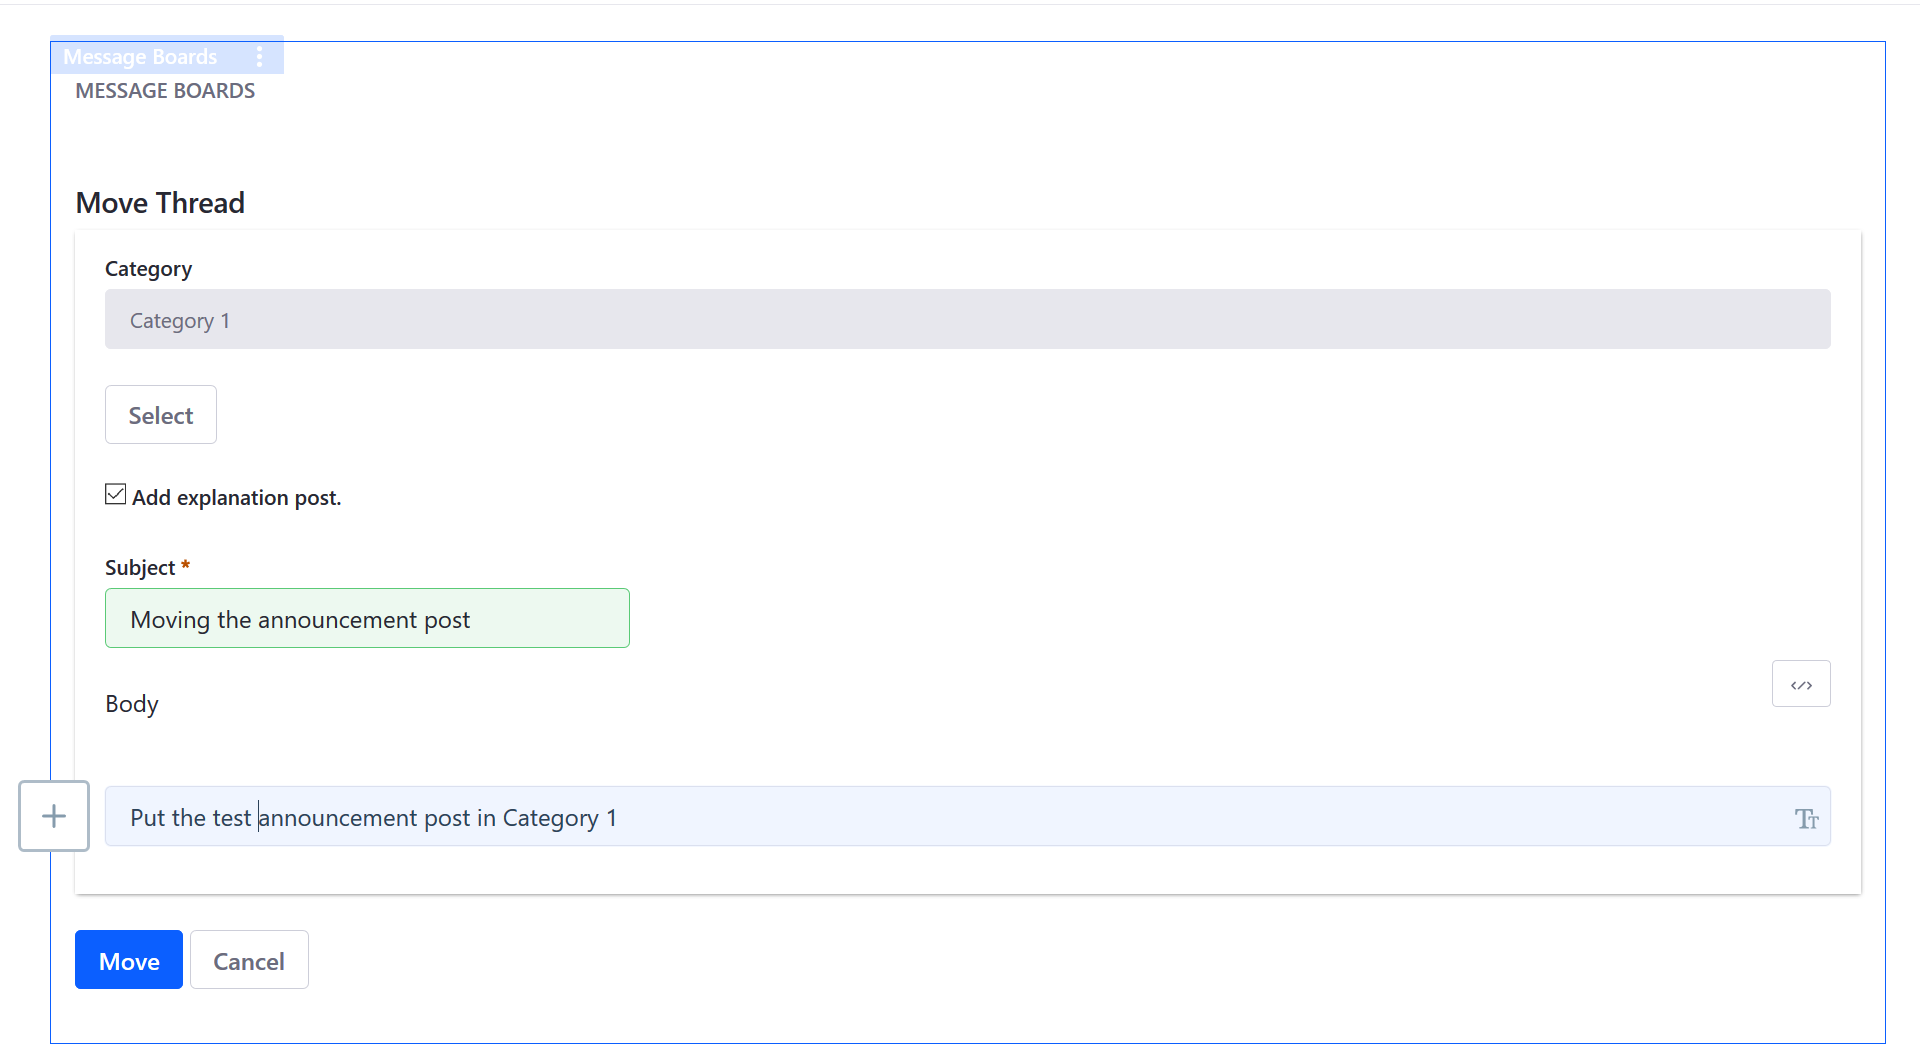 Message Boards
MESSAGE BOARDS
Move Thread
Category
Category 1
Select
Add explanation post.
Subject *
Moving the announcement post
Body
Put the test announcement post in Category 1
Move
Cancel